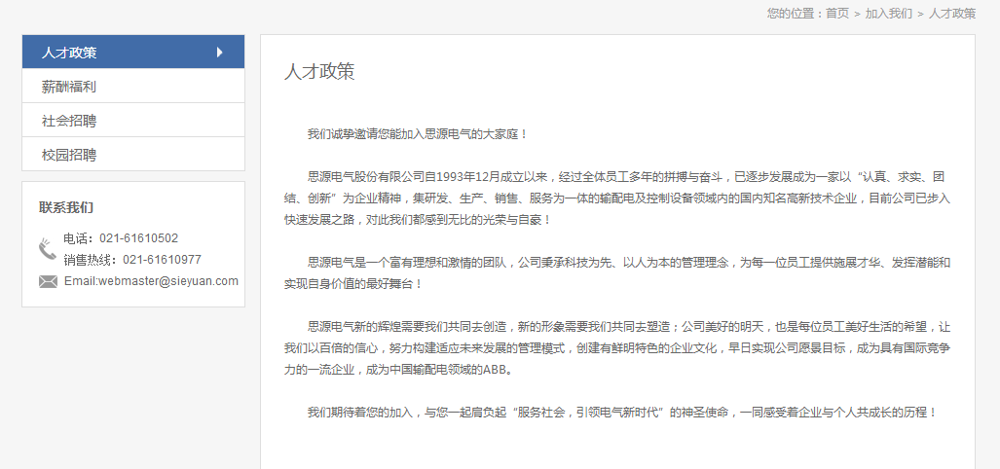 您的位置：首页 > 加入我们 > 人才政策
人才政策
薪酬福利
社会招聘
校园招聘
联系我们
电话：021-61610502
销售热线：021-61610977
Email:webmaster@sieyuan.com
人才政策
我们诚挚邀请您能加入思源电气的大家庭！
思源电气股份有限公司自1993年12月成立以来，经过全体员工多年的拼搏与奋斗，已逐步发展成为一家以“认真、求实、团
结、创新”为企业精神，集研发、生产、销售、服务为一体的输配电及控制设备领域内的国内知名高新技术企业，目前公司已步入
快速发展之路，对此我们都感到无比的光荣与自豪！
思源电气是一个富有理想和激情的团队，公司秉承科技为先、以人为本的管理理念，为每一位员工提供施展才华、发挥潜能和
实现自身价值的最好舞台！
思源电气新的辉煌需要我们共同去创造，新的形象需要我们共同去塑造；公司美好的明天，也是每位员工美好生活的希望，让
我们以百倍的信心，努力构建适应未来发展的管理模式，创建有鲜明特色的企业文化，早日实现公司愿景目标，成为具有国际竞争
力的一流企业，成为中国输配电领域的ABB。
我们期待着您的加入，与您一起肩负起“服务社会，引领电气新时代”的神圣使命，一同感受着企业与个人共成长的历程！